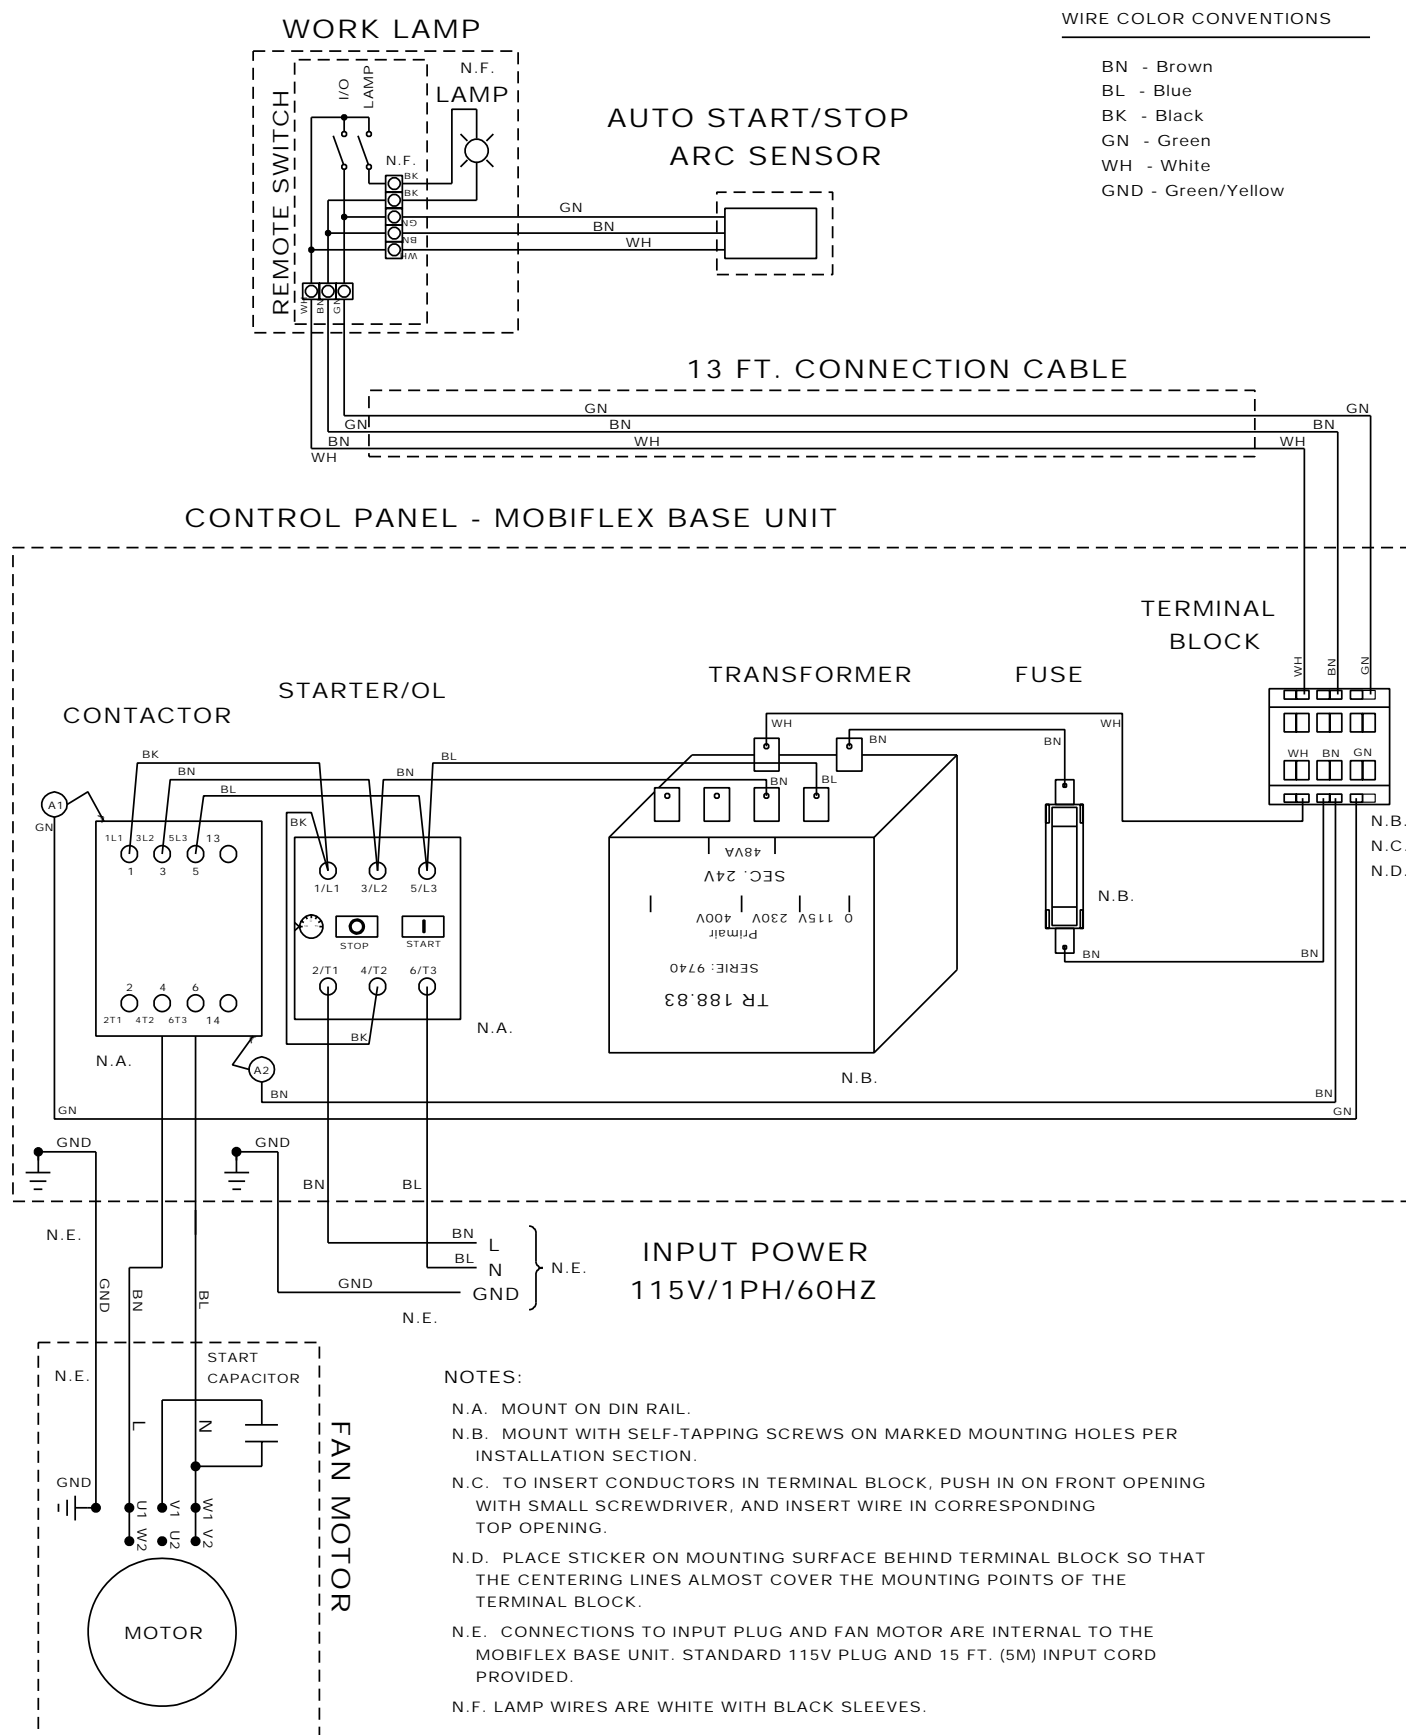 WORK LAMP
WIRE COLOR CONVENTIONS
BN - Brown
BL - Blue
BK - Black
GN - Green
WH - White
GND - Green/Yellow
REMOTE SWITCH
I/O
LAMP
N.F.
LAMP
N.F.
BK
BK
GN
BN
WH
AUTO START/STOP
ARC SENSOR
GN
BN
WH
WH
BN
GN
13 FT. CONNECTION CABLE
GN
BN
WH
GN
BN
WH
GN
BN
WH
CONTROL PANEL - MOBIFLEX BASE UNIT
TERMINAL
BLOCK
WH
BN
GN
WH BN GN
N.B.
N.C.
N.D.
TRANSFORMER
FUSE
STARTER/OL
CONTACTOR
WH
WH
BN
BN
BK
BN
BL
BN
BL
BN
BL
A1
GN
1L1 3L2 5L3 13
1 3 5
2 4 6
2T1 4T2 6T3 14
N.A.
A2
BK
1/L1 3/L2 5/L3
STOP
START
2/T1 4/T2 6/T3
BK
N.A.
48VA
SEC. 24V
0 115V 230V 400V
Primair
SERIE: 9740
TR 188.83
N.B.
N.B.
BN
BN
BN
BN
GN
GN
GND
GND
BN
BL
N.E.
BN
L
BL
N
GND
GND
N.E.
N.E.
INPUT POWER
115V/1PH/60HZ
GND
BN
BL
START
CAPACITOR
N.E.
L
N
GND
U1 V1 W1
W2 U2 V2
MOTOR
FAN MOTOR
NOTES:
N.A. MOUNT ON DIN RAIL.
N.B. MOUNT WITH SELF-TAPPING SCREWS ON MARKED MOUNTING HOLES PER
INSTALLATION SECTION.
N.C. TO INSERT CONDUCTORS IN TERMINAL BLOCK, PUSH IN ON FRONT OPENING
WITH SMALL SCREWDRIVER, AND INSERT WIRE IN CORRESPONDING
TOP OPENING.
N.D. PLACE STICKER ON MOUNTING SURFACE BEHIND TERMINAL BLOCK SO THAT
THE CENTERING LINES ALMOST COVER THE MOUNTING POINTS OF THE
TERMINAL BLOCK.
N.E. CONNECTIONS TO INPUT PLUG AND FAN MOTOR ARE INTERNAL TO THE
MOBIFLEX BASE UNIT. STANDARD 115V PLUG AND 15 FT. (5M) INPUT CORD
PROVIDED.
N.F. LAMP WIRES ARE WHITE WITH BLACK SLEEVES.